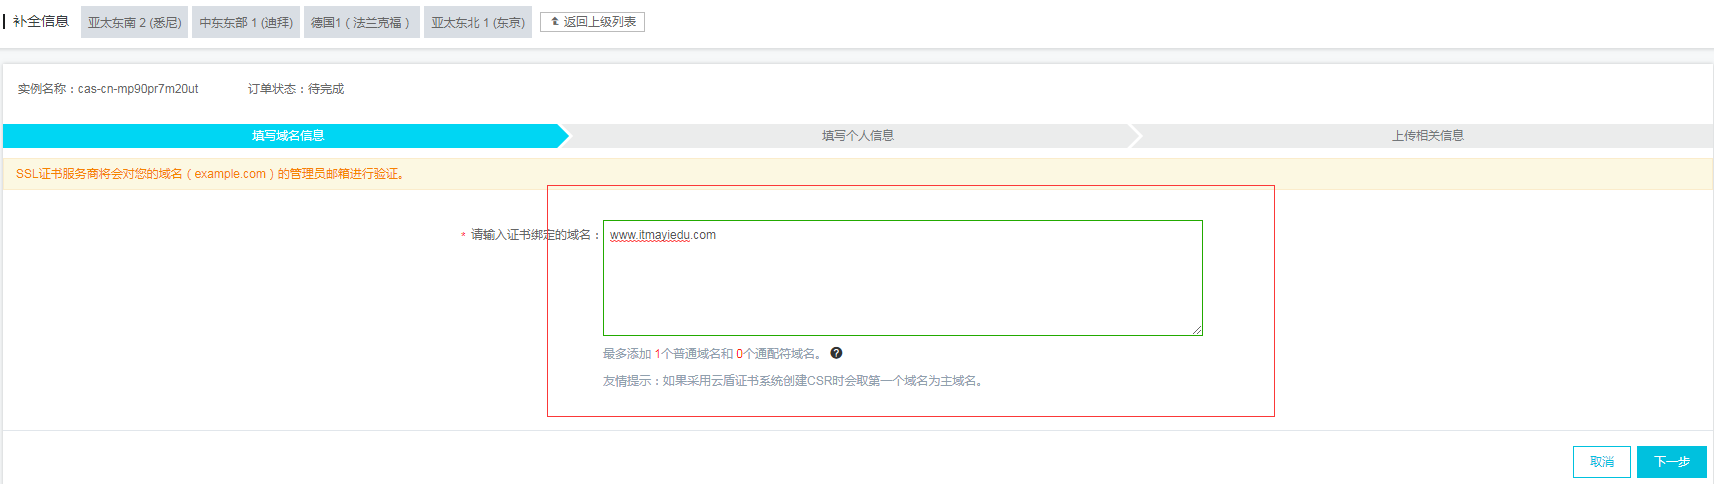 补全信息 亚太东南 2 (悉尼) 中东东部 1 (迪拜) 德国1（法兰克福） 亚太东北 1 (东京) 返回上级列表
实例名称：cas-cn-mp90pr7m20ut 订单状态：待完成
填写域名信息 填写个人信息 上传相关信息
SSL证书服务商将会对您的域名（example.com）的管理员邮箱进行验证。
* 请输入证书绑定的域名： www.itmayiedu.com
最多添加 1个普通域名和 0个通配符域名。
友情提示：如果采用云盾证书系统创建CSR时会取第一个域名为主域名。
取消 下一步